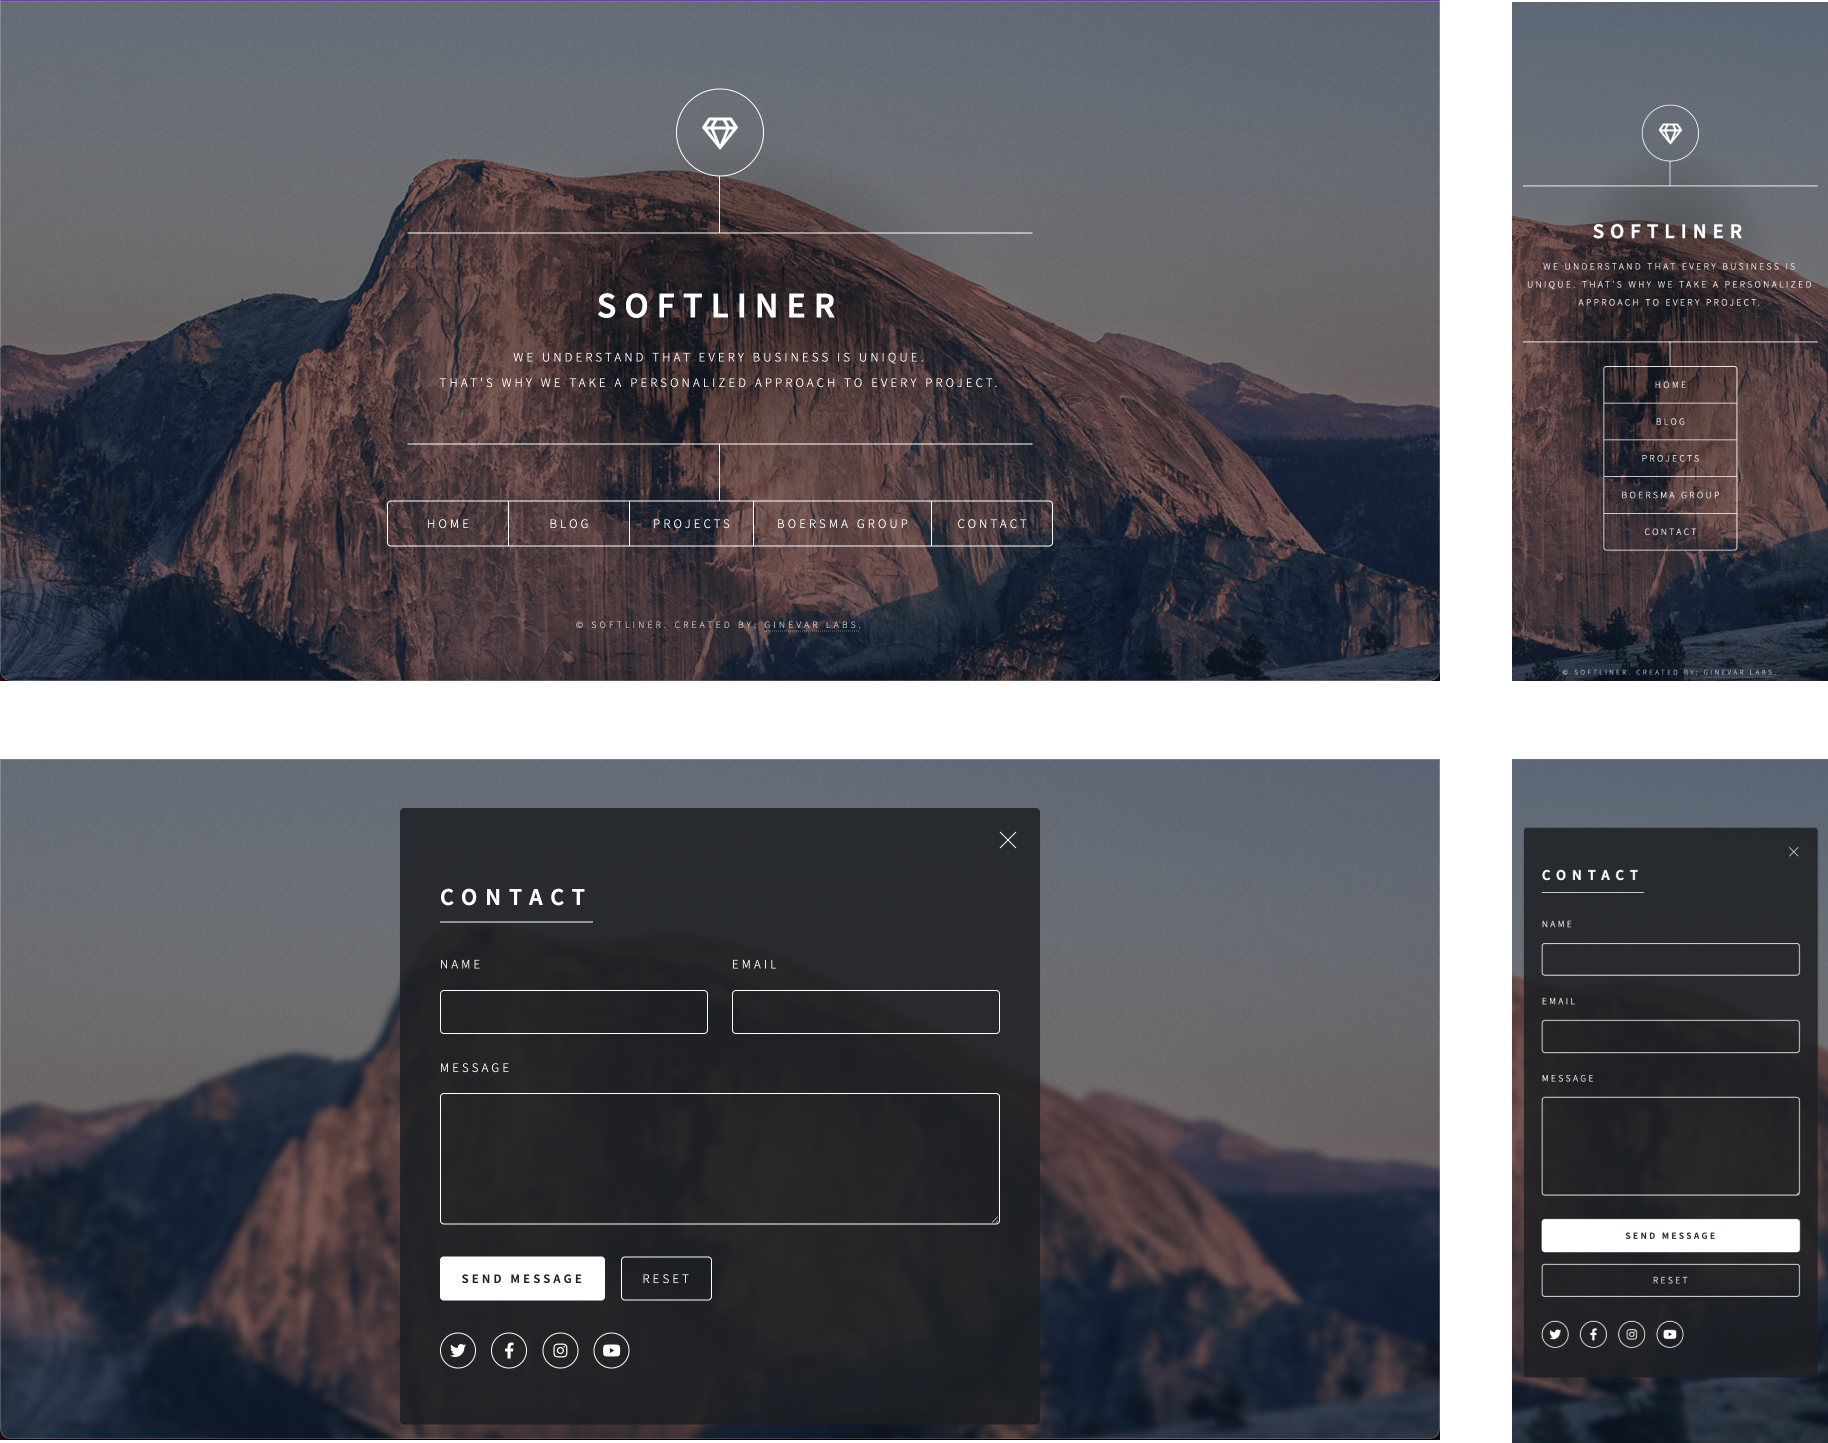 SOFTLINER
WE UNDERSTAND THAT EVERY BUSINESS IS UNIQUE.
THAT'S WHY WE TAKE A PERSONALIZED APPROACH TO EVERY PROJECT.
HOME BLOG PROJECTS BOERSMA GROUP CONTACT
© SOFTLINER. CREATED BY: GINEVAR LABS.
SOFTLINER
WE UNDERSTAND THAT EVERY BUSINESS IS
UNIQUE. THAT'S WHY WE TAKE A PERSONALIZED
APPROACH TO EVERY PROJECT.
HOME
BLOG
PROJECTS
BOERSMA GROUP
CONTACT
© SOFTLINER. CREATED BY: GINEVAR LABS.
CONTACT
NAME EMAIL
MESSAGE
SEND MESSAGE RESET
CONTACT
NAME
EMAIL
MESSAGE
SEND MESSAGE
RESET